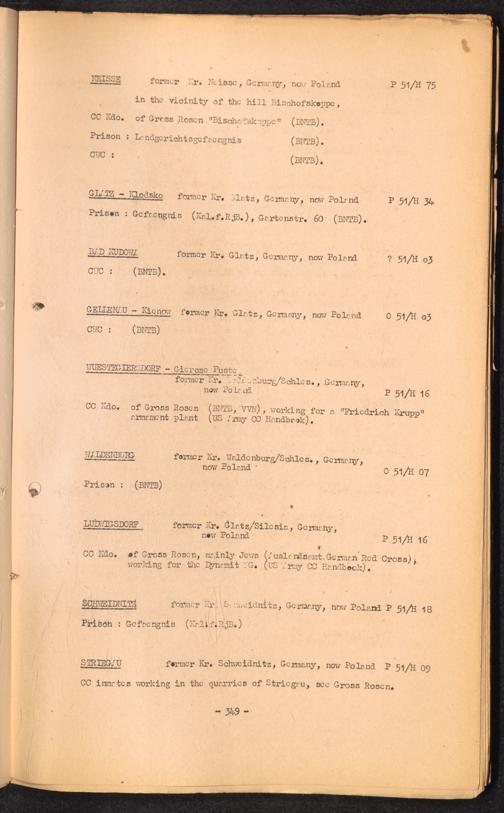 NEISSE former Kr. Neisse, Germany, now Poland P 51/H 75
in the vicinity of the hill Bischofskoppe,
CC Kdo. of Gross Rosen "Bischofskoppe" (BNTB).
Prison : Landgerichtsgefaengnis (BNTB).
CWC : (BNTB).
GLATZ - Klodsko former Kr. Glatz, Germany, now Poland P 51/H 34
Prison : Gefaengnis (Kal.f.RjB.), Gartenstr. 60 (BNTB).
BAD KUDOWA former Kr. Glatz, Germany, now Poland ? 51/H 03
CWC : (BNTB).
GELLENAU - Kienow former Kr. Glatz, Germany, now Poland O 51/H 03
CWC : (BNTB)
WUESTEGIERSDORF - Gierzae Puste
former Kr. Waldenburg/Schles., Germany,
now Poland P 51/H 16
CC Kdo. of Gross Rosen (BNTB, VVN), working for a "Friedrich Krupp"
armament plant (US Army CC Handbook).
WALDENBURG former Kr. Waldenburg/Schles., Germany,
now Poland O 51/H 07
Prison : (BNTB)
LUDWIGSDORF former Kr. Glatz/Silesia, Germany,
now Poland P 51/H 16
CC Kdo. of Gross Rosen, mainly Jews (Auslandsamt.German Red Cross),
working for the Dynamit AG. (US Army CC Handbook).
SCHWEIDNITZ former Kr. Schweidnitz, Germany, now Poland P 51/H 18
Prison : Gefaengnis (Kal.f.RjB.)
STRIEGAU former Kr. Schweidnitz, Germany, now Poland P 51/H 09
CC inmates working in the quarries of Striegau, see Gross Rosen.
- 349 -